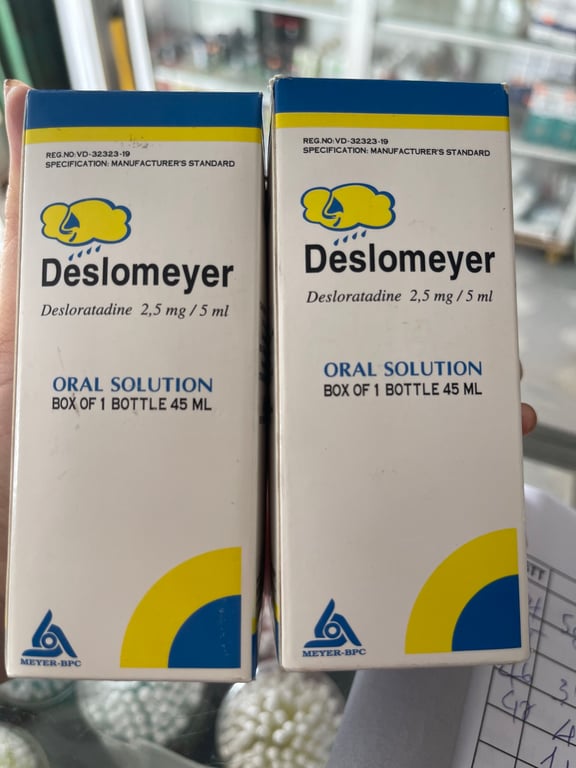 REG.NO:VD-32323-19
SPECIFICATION: MANUFACTURER'S STANDARD
Deslomeyer
Desloratadine 2,5 mg / 5 ml
ORAL SOLUTION
BOX OF 1 BOTTLE 45 ML
MEYER-BPC
REG.NO:VD-32323-19
SPECIFICATION: MANUFACTURER'S STANDARD
Deslomeyer
Desloratadine 2,5 mg / 5 ml
ORAL SOLUTION
BOX OF 1 BOTTLE 45 ML
MEYER-BPC